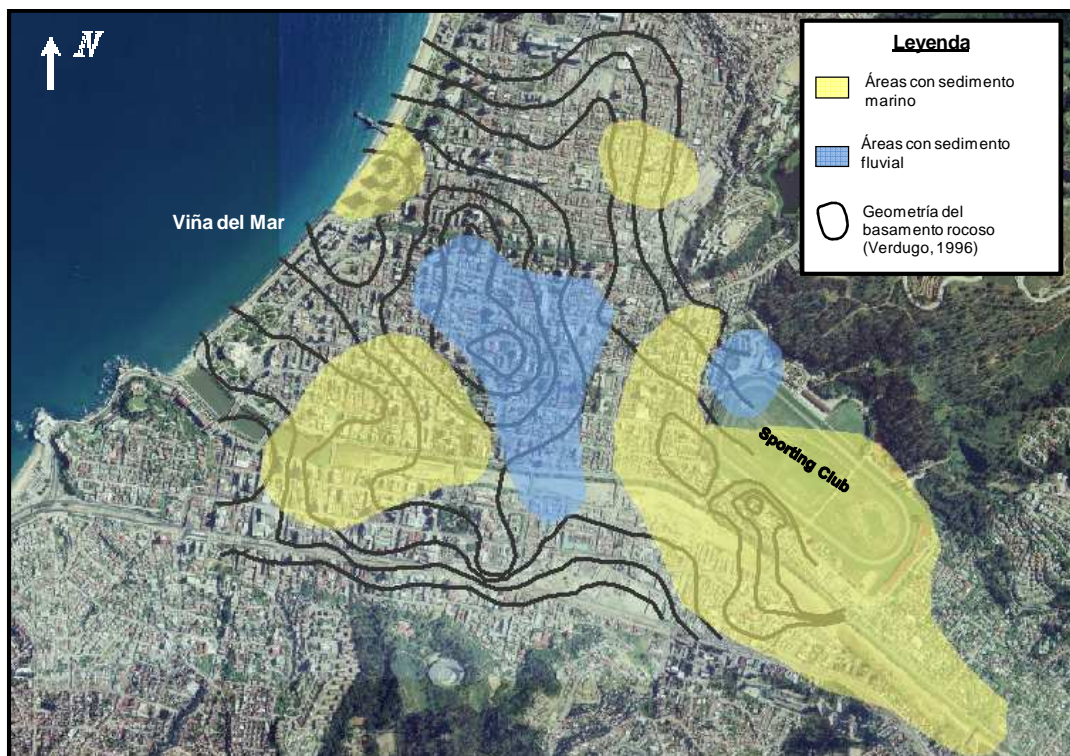 N
Viña del Mar
Sporting Club
Leyenda
Áreas con sedimento
marino
Áreas con sedimento
fluvial
Geometría del
basamento rocoso
(Verdugo, 1996)